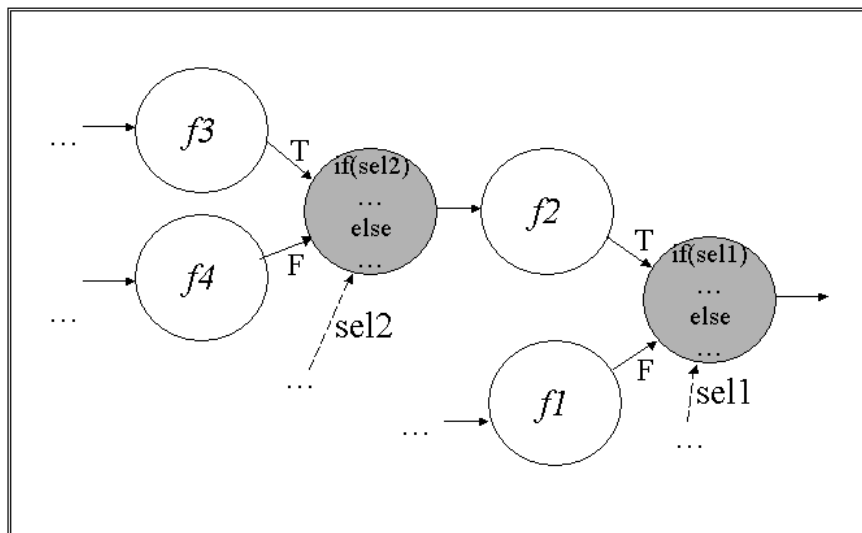 ... f3
T
if(sel2)
...
else
...
... f4
F
sel2
...
f2
T
if(sel1)
...
else
...
... f1
F
sel1
...